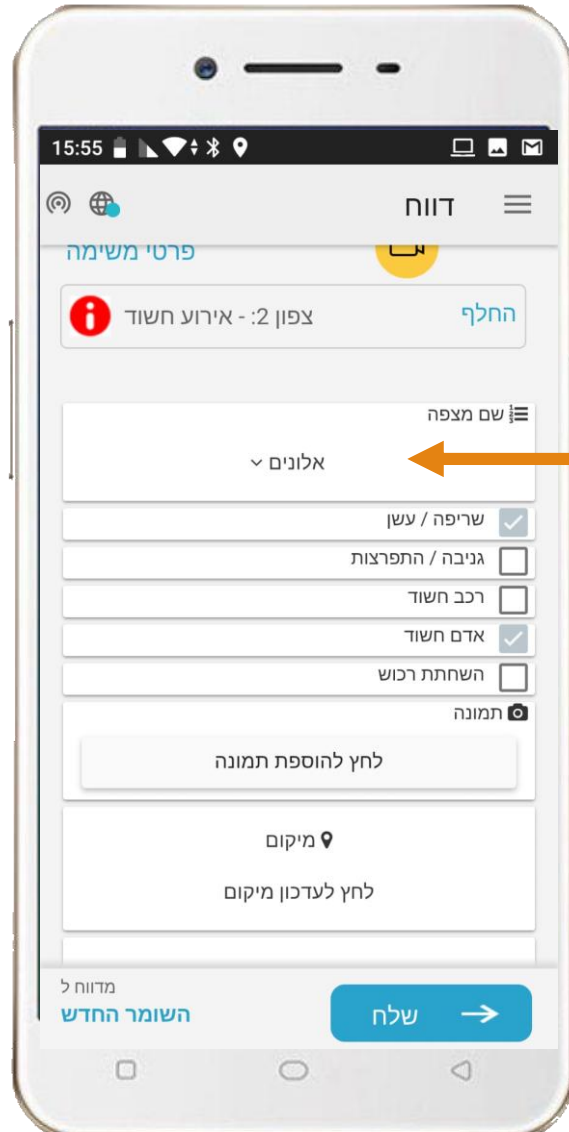 15:55
דווח
פרטי משימה
החלף
צפון 2: - אירוע חשוד
שם מצפה
אלונים
שריפה / עשן
גניבה / התפרצות
רכב חשוד
אדם חשוד
השחתת רכוש
תמונה
לחץ להוספת תמונה
מיקום
לחץ לעדכון מיקום
שלח
מדווח ל
השומר החדש